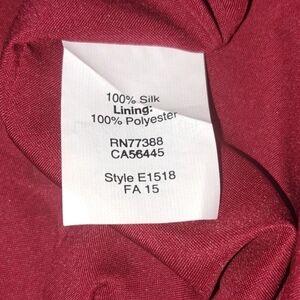 100% Silk
Lining:
100% Polyester
RN77388
CA56445
Style E1518
FA 15